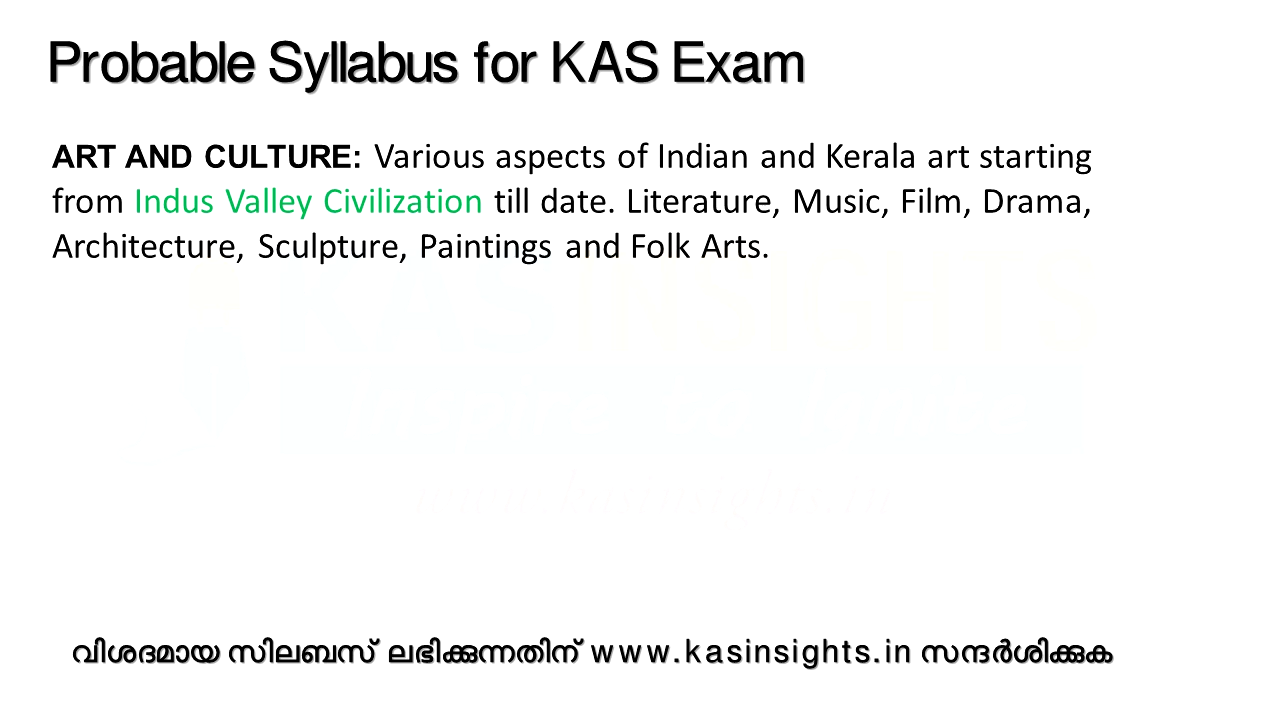 Probable Syllabus for KAS Exam
ART AND CULTURE: Various aspects of Indian and Kerala art starting
from Indus Valley Civilization till date. Literature, Music, Film, Drama,
Architecture, Sculpture, Paintings and Folk Arts.
വിശദമായ സിലബസ് ലഭിക്കുന്നതിന് www.kasinsights.in സന്ദർശിക്കുക